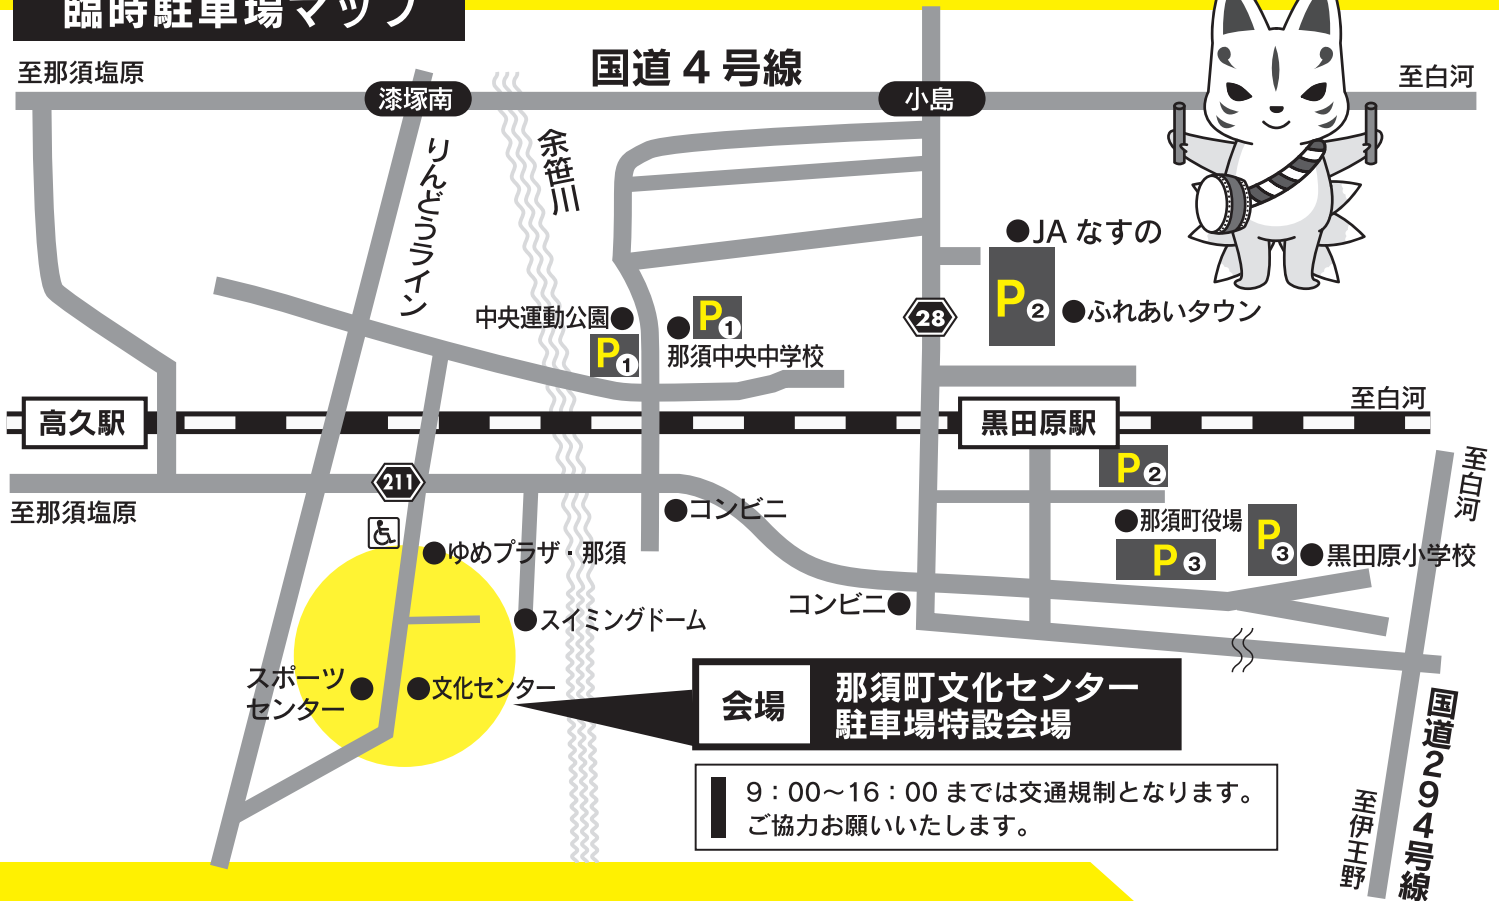 臨時駐車場マップ
至那須塩原
国道4号線
至白河
漆塚南
小島
りんどうライン
余笹川
JA なすの
P2
ふれあいタウン
28
中央運動公園
P1
P1
那須中央中学校
至白河
高久駅
黒田原駅
P2
至白河
211
至那須塩原
コンビニ
那須町役場
P3
P3
黒田原小学校
ゆめプラザ・那須
スイミングドーム
コンビニ
スポーツ
センター
文化センター
会場
那須町文化センター
駐車場特設会場
国道294号線
至伊王野
9：00〜16：00 までは交通規制となります。
ご協力お願いいたします。